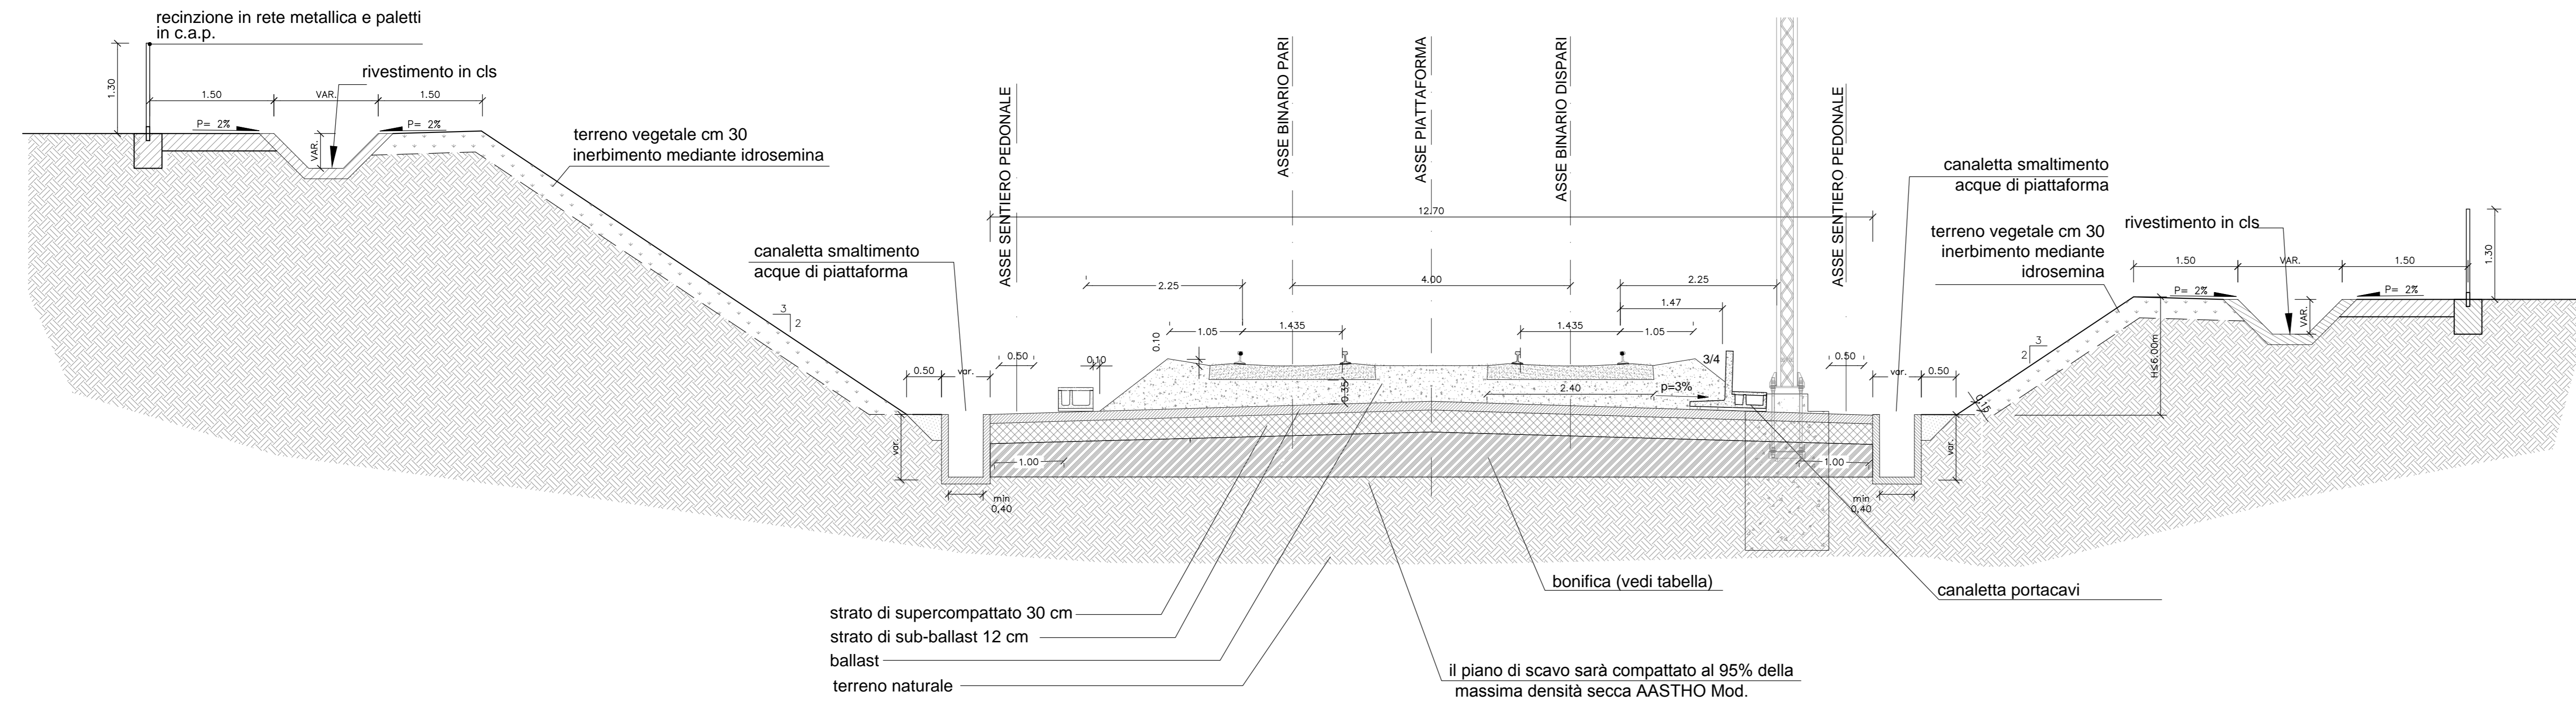 recinzione in rete metallica e paletti
in c.a.p.
rivestimento in cls
1.30
1.50
VAR.
1.50
P= 2%
P= 2%
VAR.
terreno vegetale cm 30
inerbimento mediante idrosemina
3
2
canaletta smaltimento
acque di piattaforma
ASSE SENTIERO PEDONALE
ASSE BINARIO PARI
ASSE PIATTAFORMA
ASSE BINARIO DISPARI
ASSE SENTIERO PEDONALE
12.70
2.25
4.00
2.25
1.47
1.05
1.435
1.435
1.05
0.10
0.50
var.
0.50
0.10
0.35
2.40
p=3%
3/4
0.50
var.
0.50
var.
1.00
1.00
var.
min
0,40
min
0,40
canaletta smaltimento
acque di piattaforma
terreno vegetale cm 30
inerbimento mediante
idrosemina
rivestimento in cls
1.50
VAR.
1.50
1.30
P= 2%
P= 2%
VAR.
3
2
H≤6,00m
0.15
strato di supercompattato 30 cm
strato di sub-ballast 12 cm
ballast
terreno naturale
bonifica (vedi tabella)
canaletta portacavi
il piano di scavo sarà compattato al 95% della
massima densità secca AASTHO Mod.